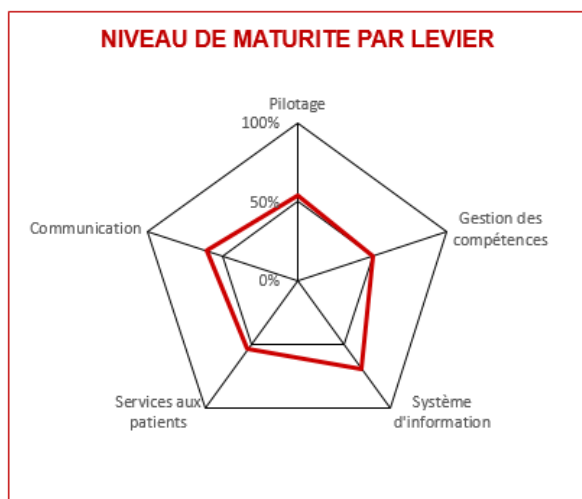 NIVEAU DE MATURITE PAR LEVIER
Pilotage
100%
50%
0%
Gestion des
compétences
Système
d'information
Services aux
patients
Communication